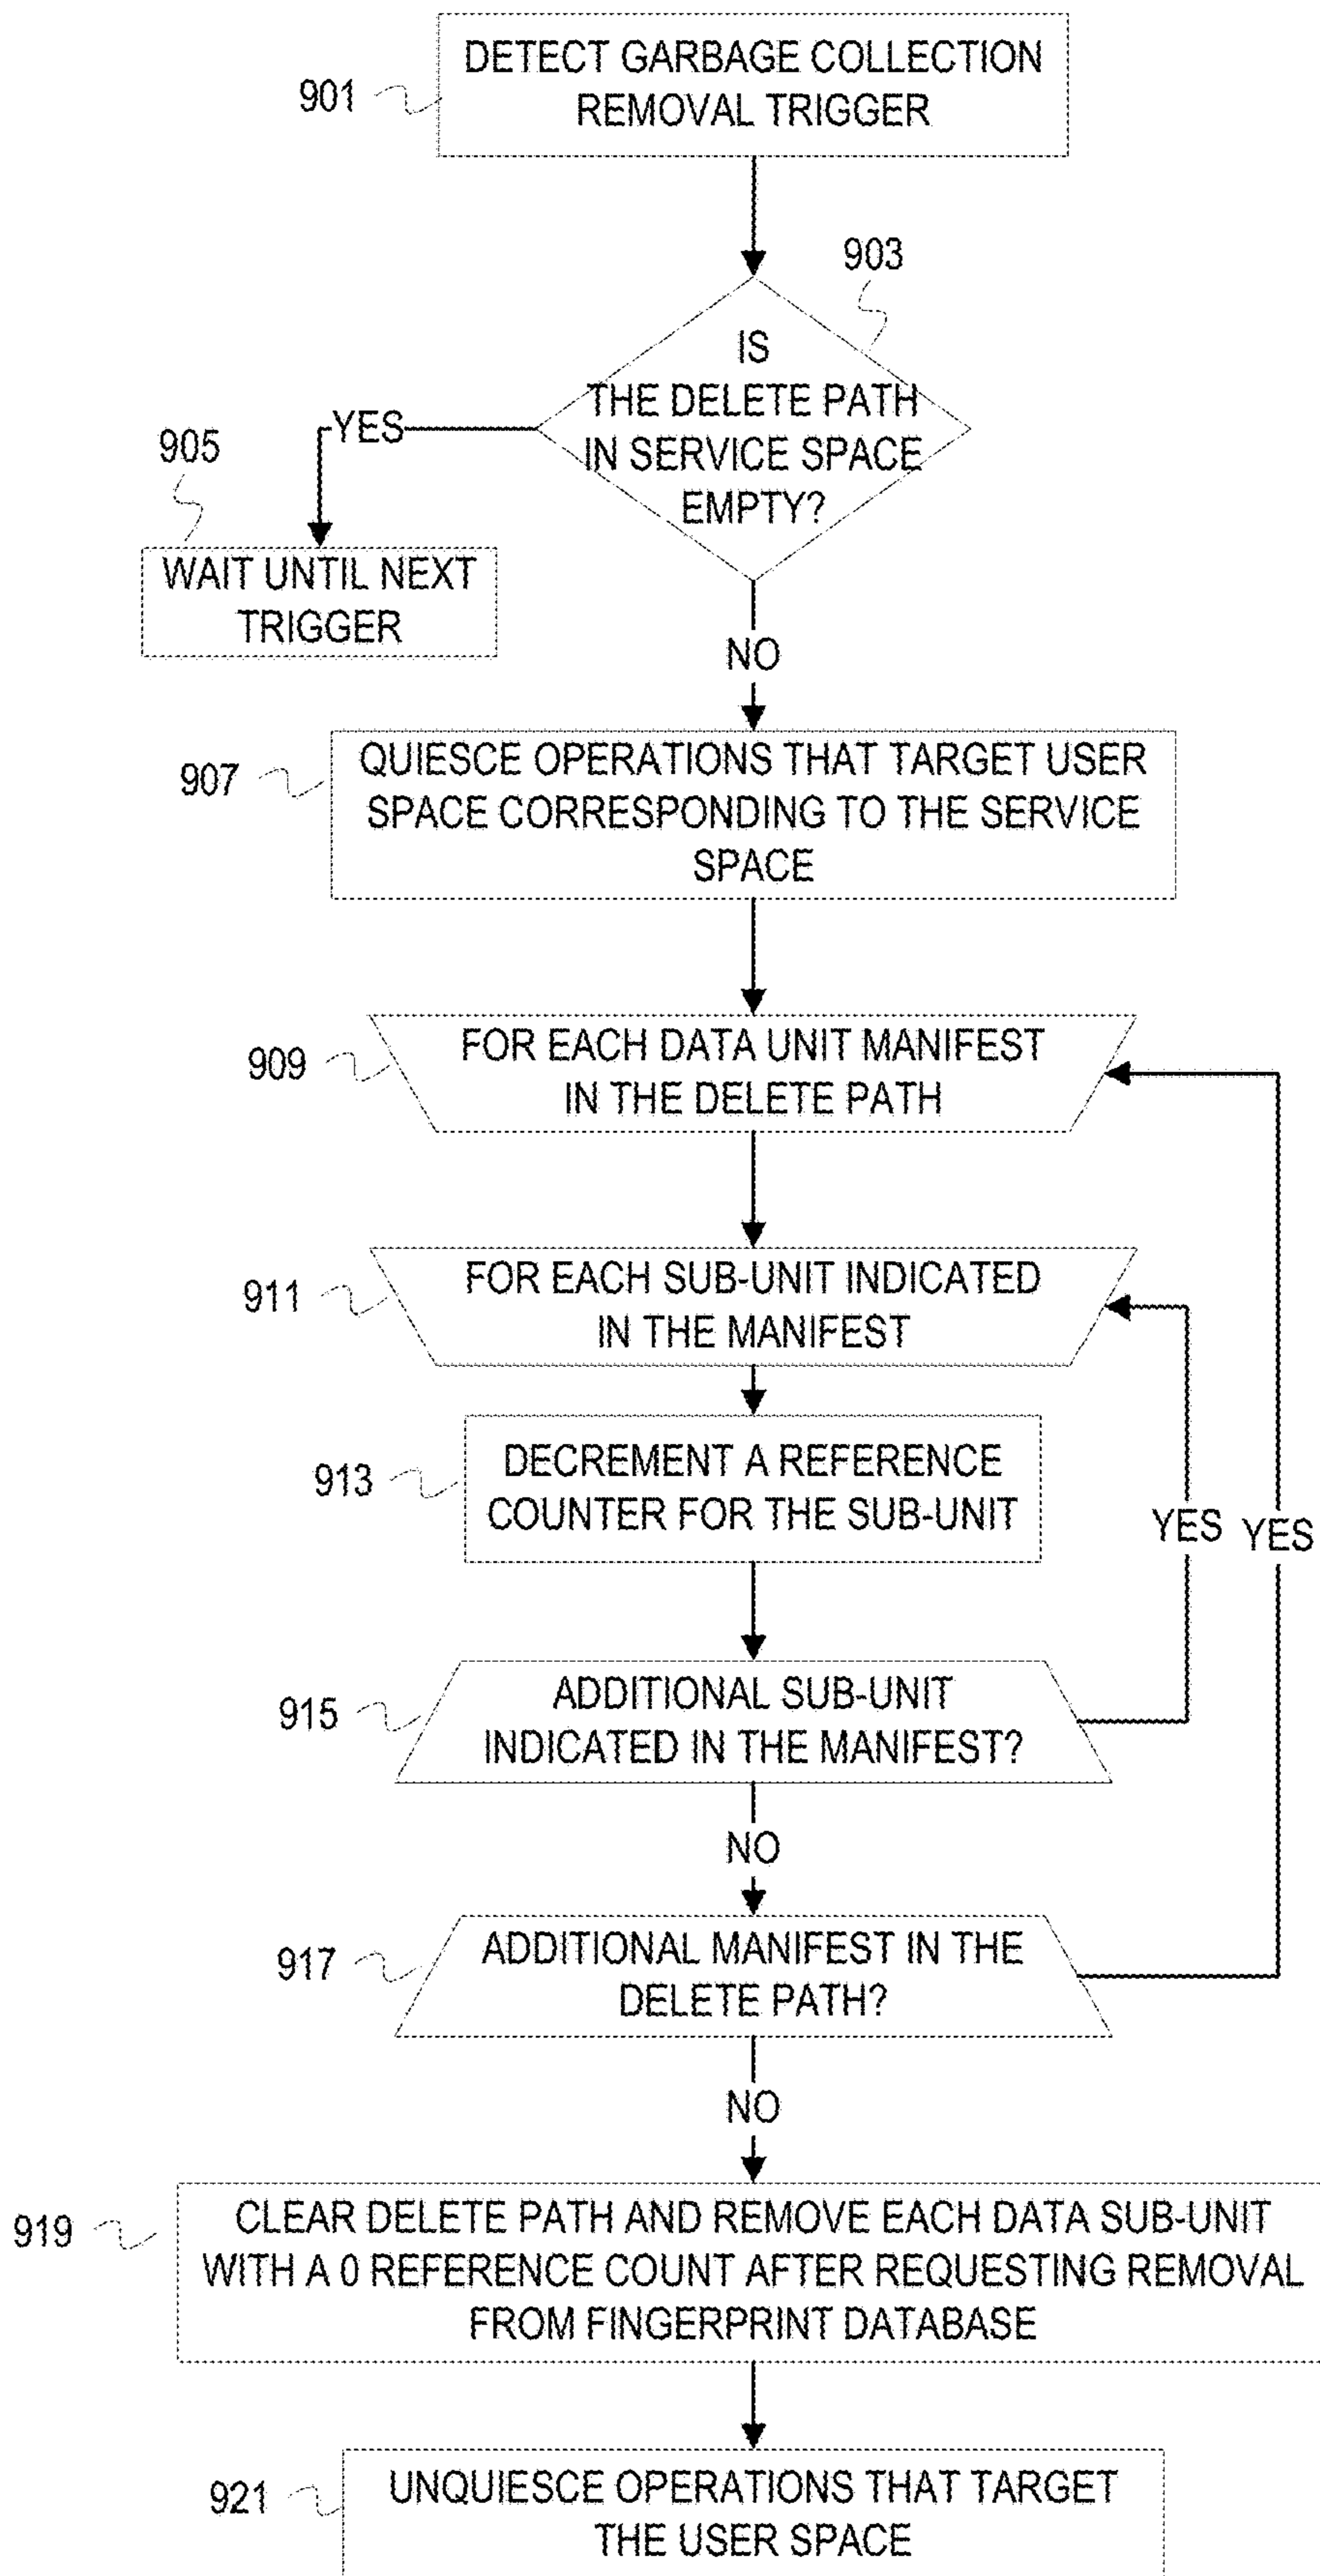 DETECT GARBAGE COLLECTION
REMOVAL TRIGGER
901
903
IS
THE DELETE PATH
IN SERVICE SPACE
EMPTY?
YES
905
WAIT UNTIL NEXT
TRIGGER
NO
907
QUIESCE OPERATIONS THAT TARGET USER
SPACE CORRESPONDING TO THE SERVICE
SPACE
909
FOR EACH DATA UNIT MANIFEST
IN THE DELETE PATH
911
FOR EACH SUB-UNIT INDICATED
IN THE MANIFEST
913
DECREMENT A REFERENCE
COUNTER FOR THE SUB-UNIT
YES
YES
915
ADDITIONAL SUB-UNIT
INDICATED IN THE MANIFEST?
NO
917
ADDITIONAL MANIFEST IN THE
DELETE PATH?
NO
919
CLEAR DELETE PATH AND REMOVE EACH DATA SUB-UNIT
WITH A 0 REFERENCE COUNT AFTER REQUESTING REMOVAL
FROM FINGERPRINT DATABASE
921
UNQUIESCE OPERATIONS THAT TARGET
THE USER SPACE